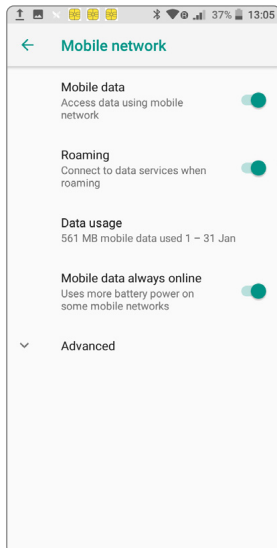 37% 13:05
Mobile network
Mobile data
Access data using mobile
network
Roaming
Connect to data services when
roaming
Data usage
561 MB mobile data used 1 – 31 Jan
Mobile data always online
Uses more battery power on
some mobile networks
Advanced